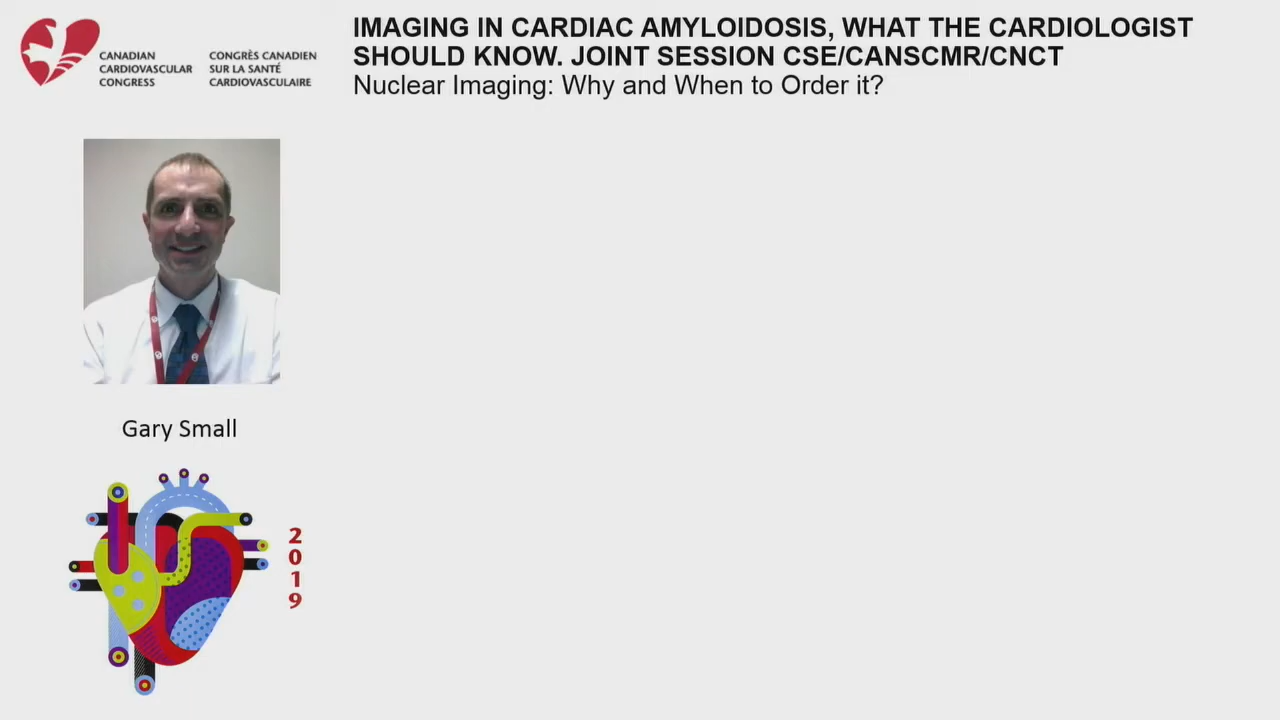 CANADIAN
CARDIOVASCULAR
CONGRESS
CONGRÈS CANADIEN
SUR LA SANTÉ
CARDIOVASCULAIRE
IMAGING IN CARDIAC AMYLOIDOSIS, WHAT THE CARDIOLOGIST
SHOULD KNOW. JOINT SESSION CSE/CANSCMR/CNCT
Nuclear Imaging: Why and When to Order it?
Gary Small
2
0
1
9